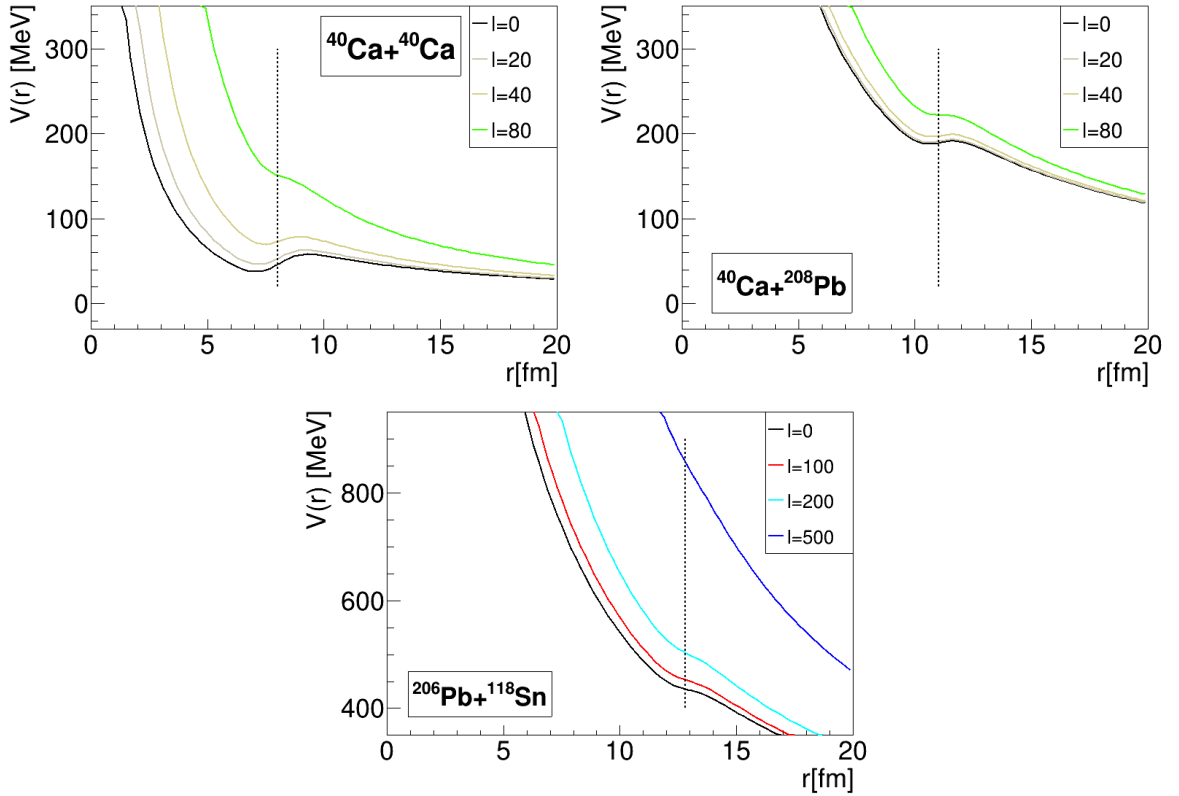 V(r) [MeV]
300
200
100
0
⁴⁰Ca+⁴⁰Ca
l=0
l=20
l=40
l=80
0
5
10
15
20
r[fm]
V(r) [MeV]
300
200
100
0
⁴⁰Ca+²⁰⁸Pb
l=0
l=20
l=40
l=80
0
5
10
15
20
r[fm]
V(r) [MeV]
800
600
400
²⁰⁶Pb+¹¹⁸Sn
l=0
l=100
l=200
l=500
0
5
10
15
20
r[fm]